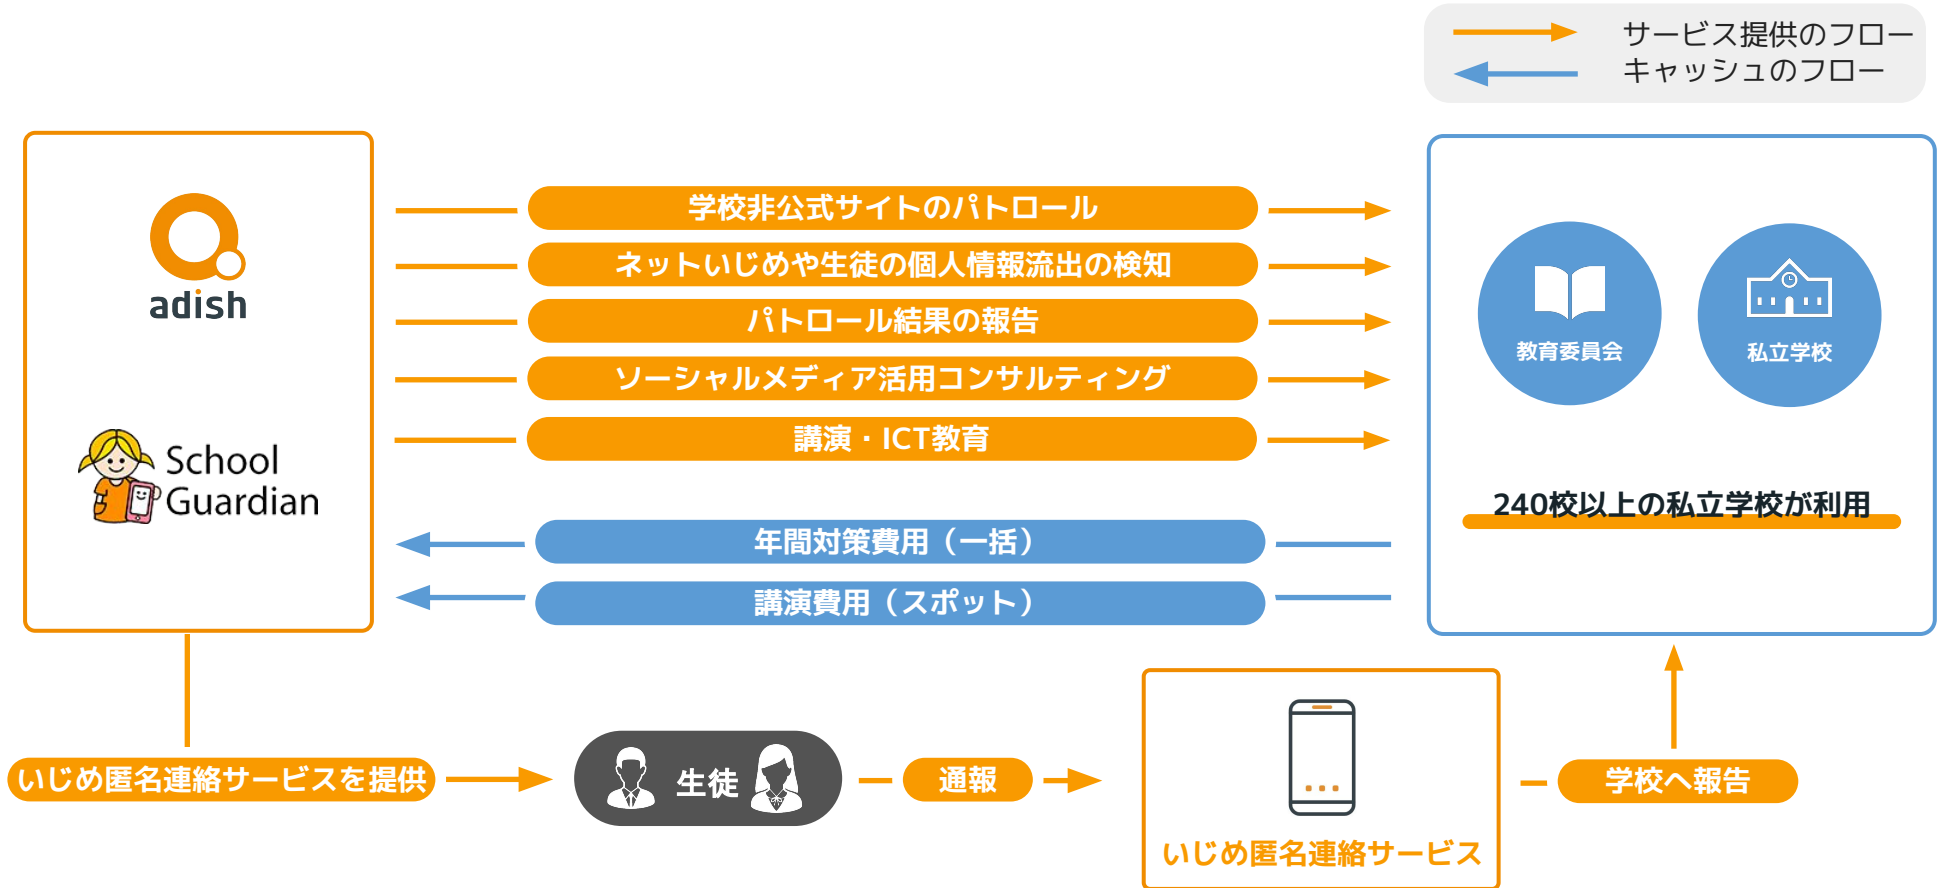 サービス提供のフロー
キャッシュのフロー
adish
School
Guardian
学校非公式サイトのパトロール
ネットいじめや生徒の個人情報流出の検知
パトロール結果の報告
ソーシャルメディア活用コンサルティング
講演・ICT教育
年間対策費用（一括）
講演費用（スポット）
教育委員会
私立学校
240校以上の私立学校が利用
いじめ匿名連絡サービスを提供
生徒
通報
いじめ匿名連絡サービス
学校へ報告